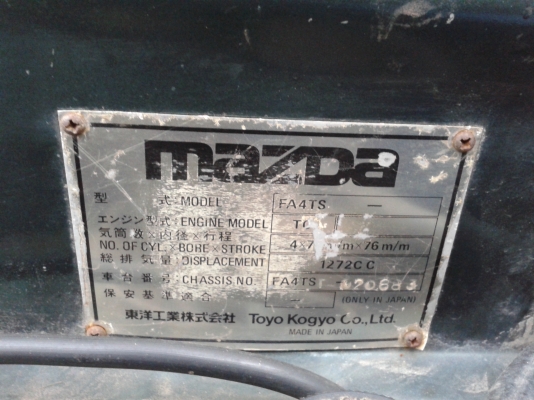 mazda
型 式 MODEL FA4TS —
エンジン型式 ENGINE MODEL
気筒数×内径×行程
NO. OF CYL.×BORE×STROKE 4×7 m×76 m/m
総排気量 DISPLACEMENT 1272CC
車台番号 CHASSIS NO. FA4TS
保安基準適合 — (ONLY IN JAPAN)
東洋工業株式会社 Toyo Kogyo Co., Ltd.
MADE IN JAPAN